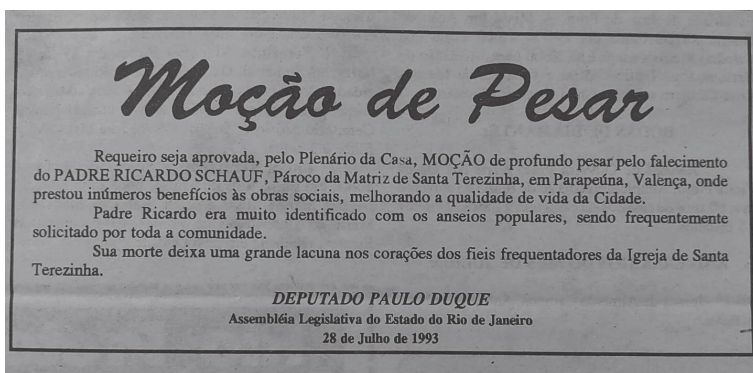 Moção de Pesar
Requeiro seja aprovada, pelo Plenário da Casa, MOÇÃO de profundo pesar pelo falecimento
do PADRE RICARDO SCHAUF, Pároco da Matriz de Santa Terezinha, em Parapeúna, Valença, onde
prestou inúmeros benefícios às obras sociais, melhorando a qualidade de vida da Cidade.
Padre Ricardo era muito identificado com os anseios populares, sendo frequentemente
solicitado por toda a comunidade.
Sua morte deixa uma grande lacuna nos corações dos fieis frequentadores da Igreja de Santa
Terezinha.
DEPUTADO PAULO DUQUE
Assembléia Legislativa do Estado do Rio de Janeiro
28 de Julho de 1993